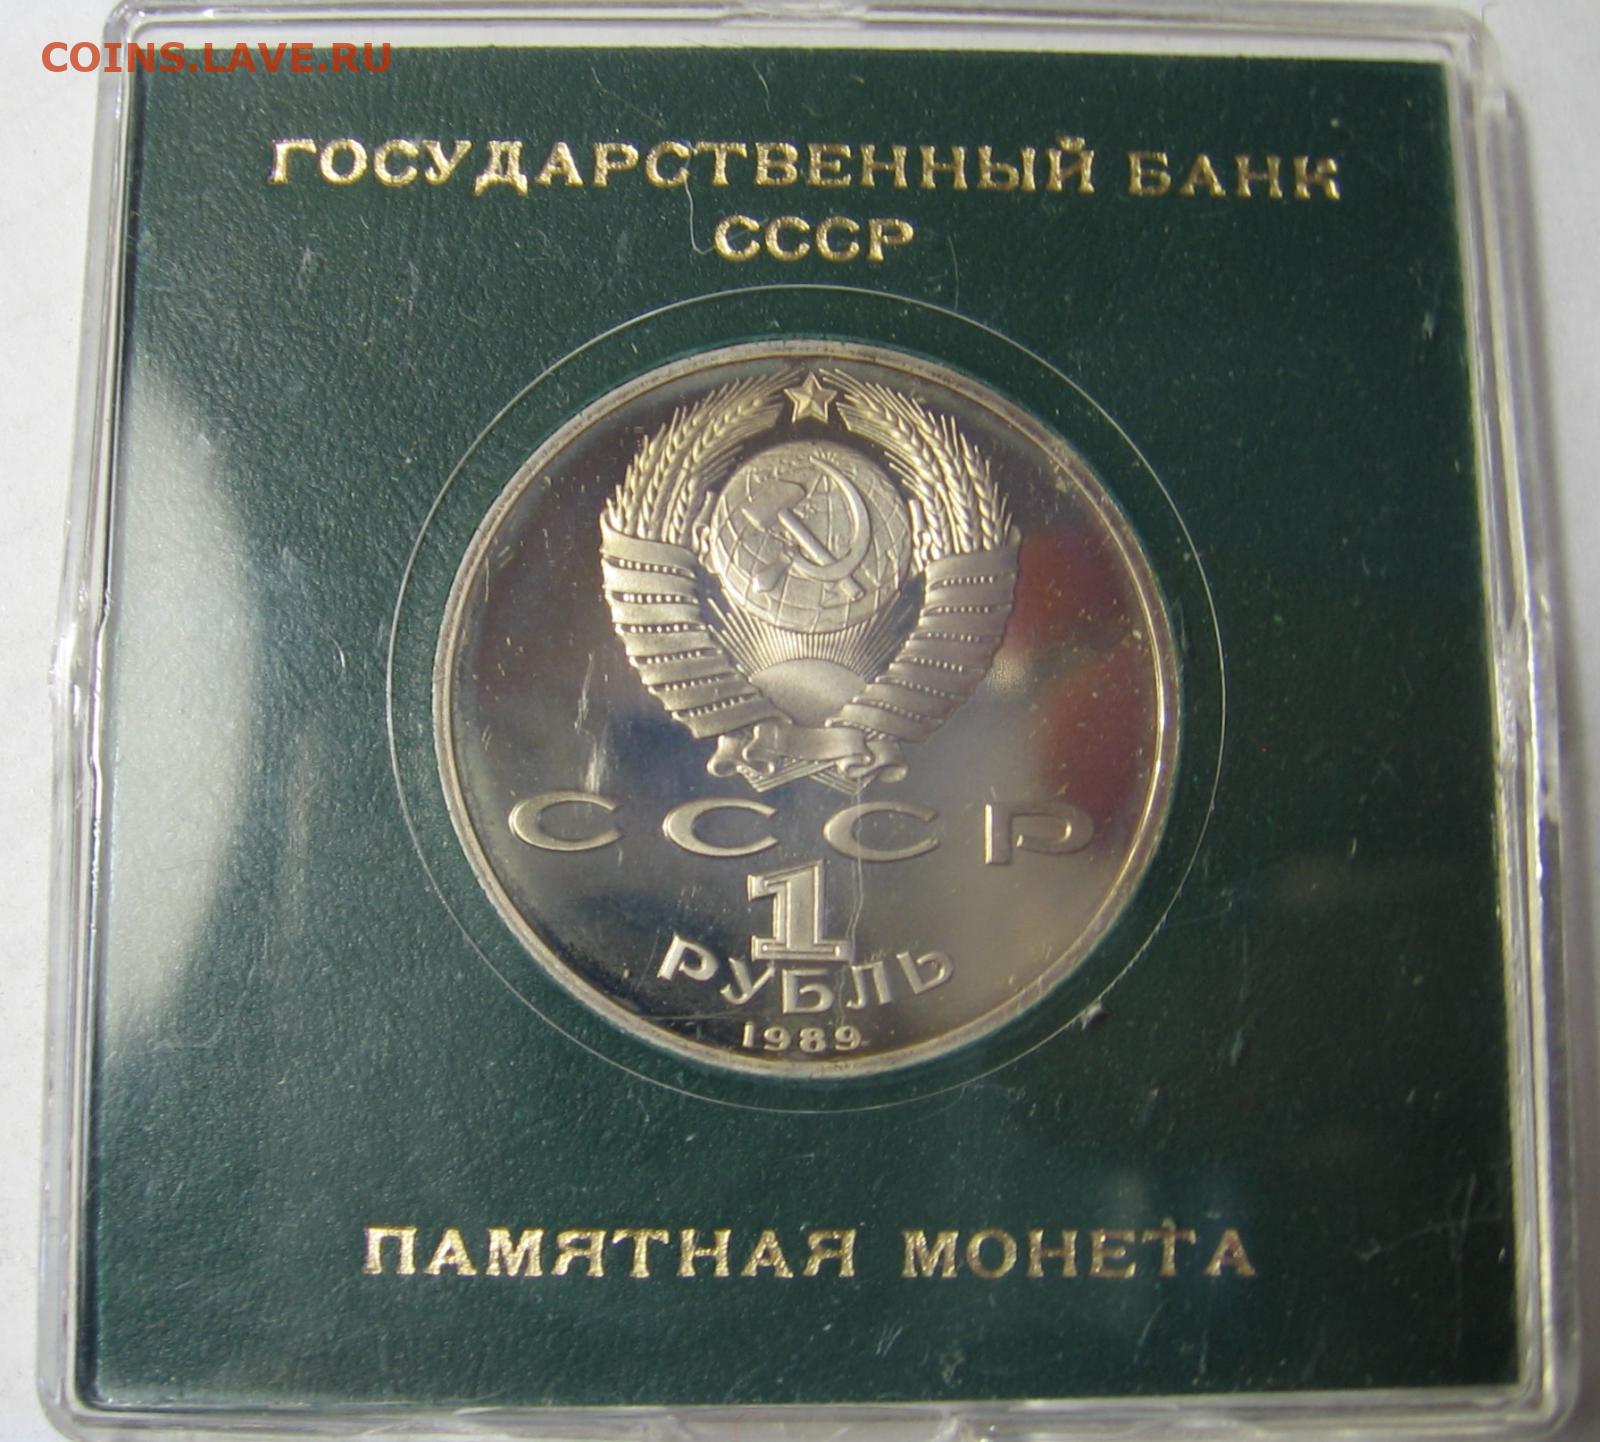 COINS.LAVE.RU
ГОСУДАРСТВЕННЫЙ БАНК
СССР
СССР
1
РУБЛЬ
1989
ПАМЯТНАЯ МОНЕТА